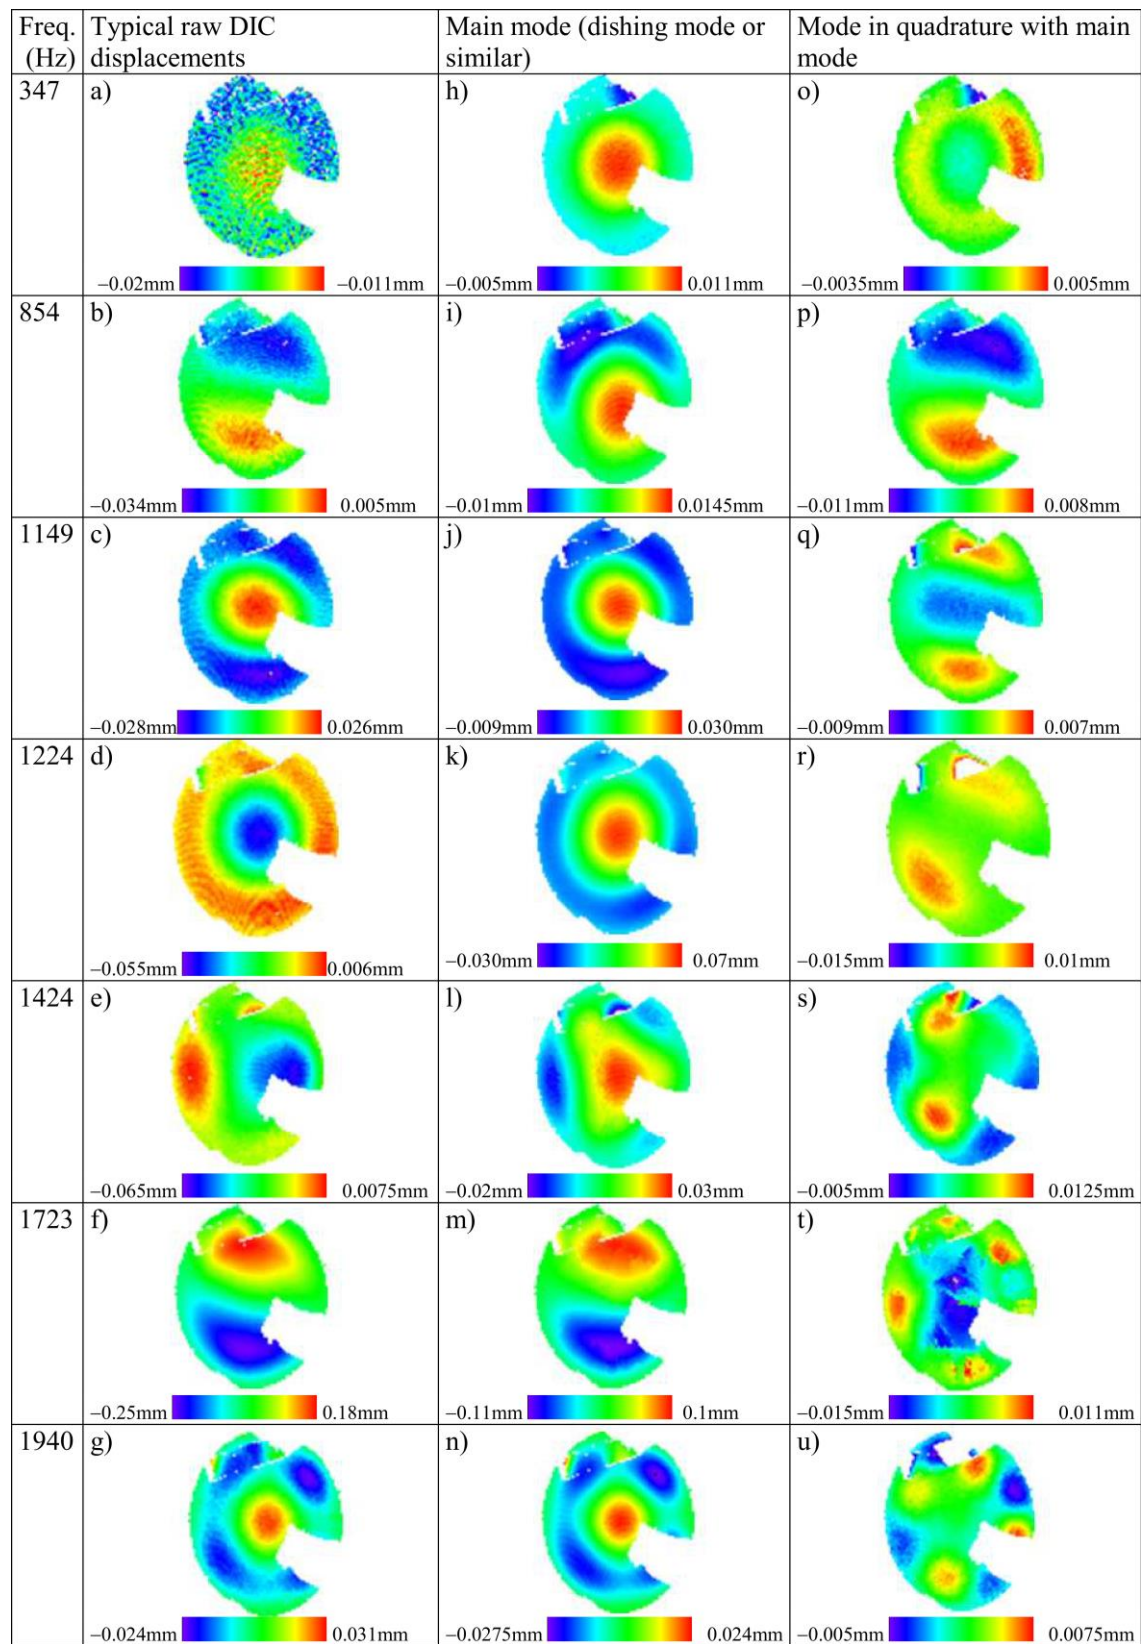 Freq. (Hz) Typical raw DIC displacements Main mode (dishing mode or similar) Mode in quadrature with main mode
347 a) h) o)
−0.02mm −0.011mm −0.005mm 0.011mm −0.0035mm 0.005mm
854 b) i) p)
−0.034mm 0.005mm −0.01mm 0.0145mm −0.011mm 0.008mm
1149 c) j) q)
−0.028mm 0.026mm −0.009mm 0.030mm −0.009mm 0.007mm
1224 d) k) r)
−0.055mm 0.006mm −0.030mm 0.07mm −0.015mm 0.01mm
1424 e) l) s)
−0.065mm 0.0075mm −0.02mm 0.03mm −0.005mm 0.0125mm
1723 f) m) t)
−0.25mm 0.18mm −0.11mm 0.1mm −0.015mm 0.011mm
1940 g) n) u)
−0.024mm 0.031mm −0.0275mm 0.024mm −0.005mm 0.0075mm